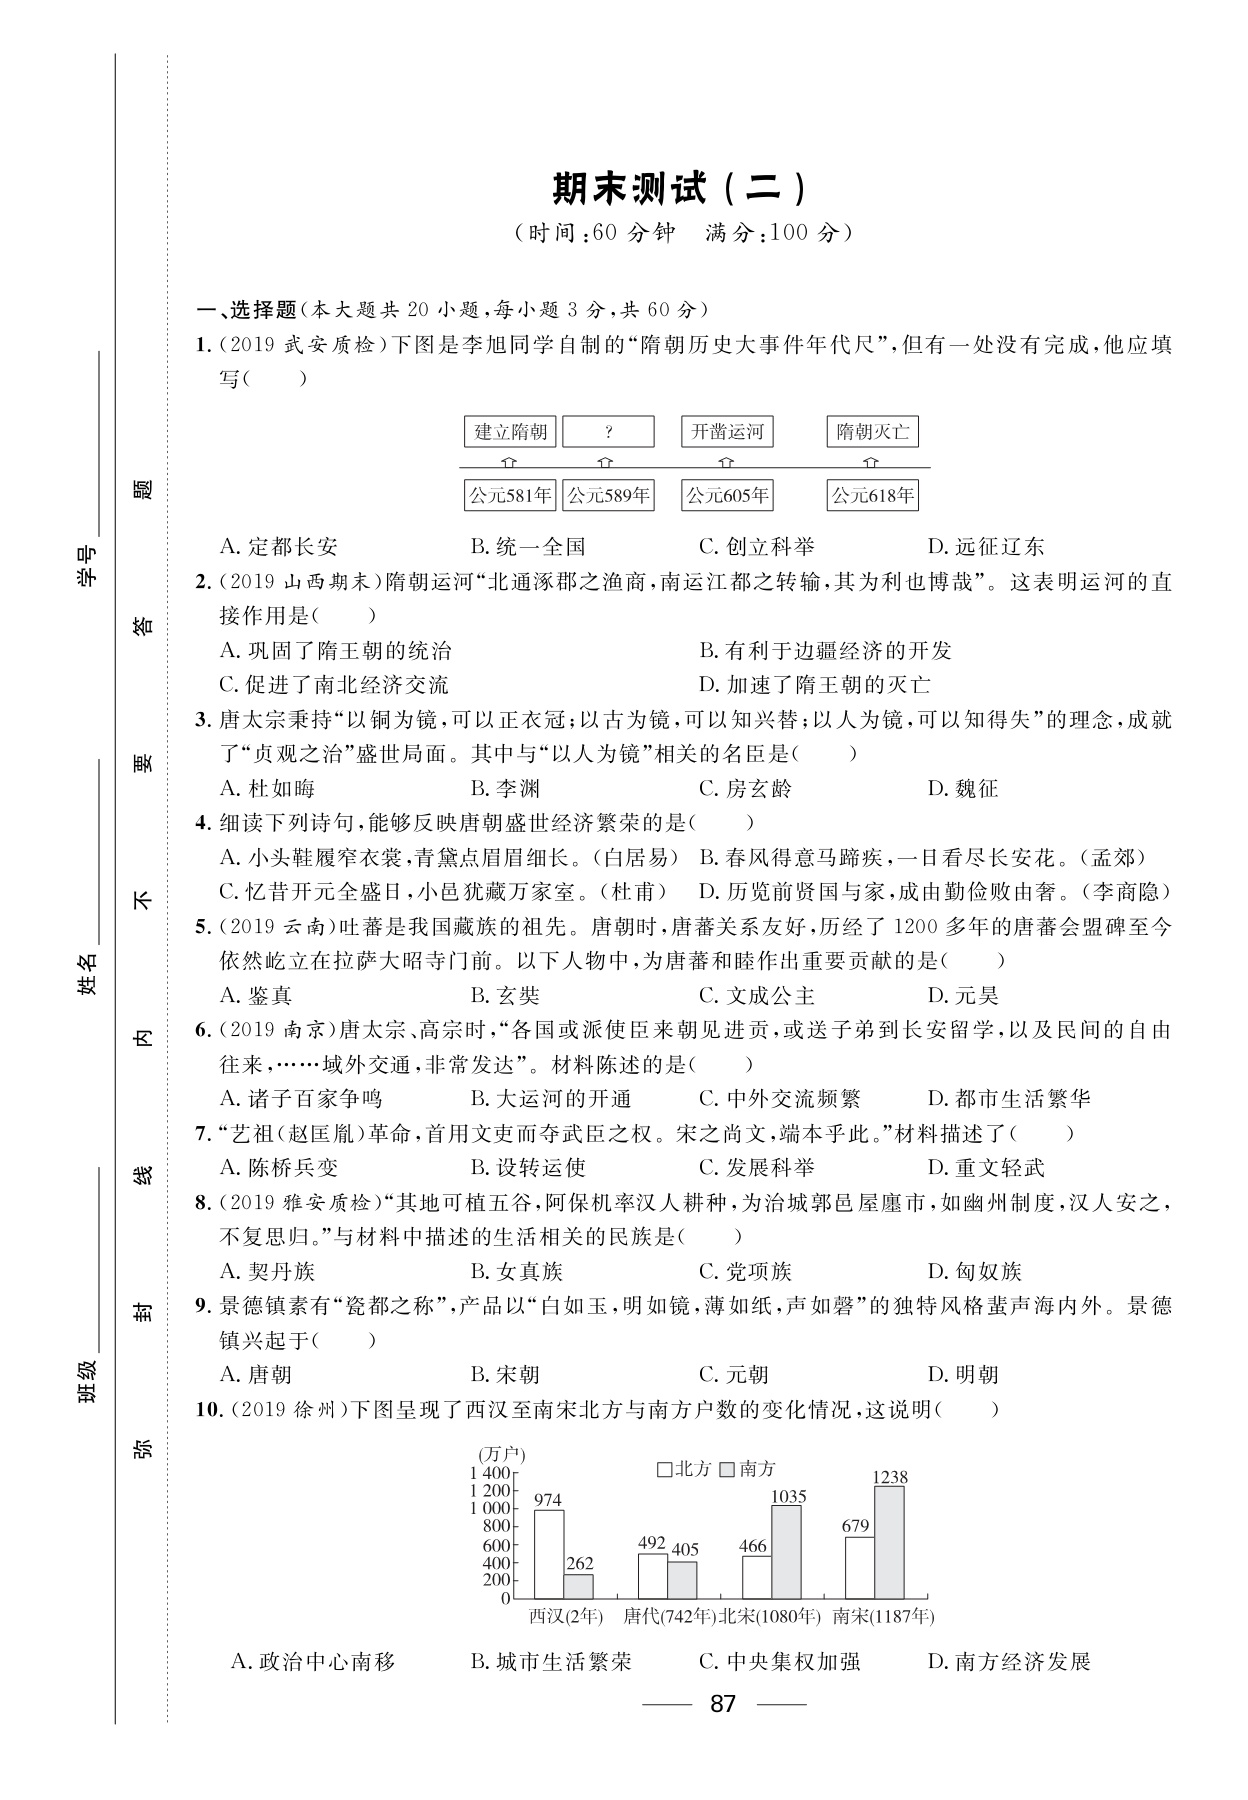 期末测试(二)
(时间:60 分钟　满分:100 分)
一、选择题(本大题共 20 小题,每小题 3 分,共 60 分)
1.(2019 武安质检)下图是李旭同学自制的“隋朝历史大事件年代尺”,但有一处没有完成,他应填
写(　　)
建立隋朝　?　开凿运河　隋朝灭亡
公元581年　公元589年　公元605年　公元618年
A. 定都长安　B. 统一全国　C. 创立科举　D. 远征辽东
2.(2019 山西期末)隋朝运河“北通涿郡之渔商,南运江都之转输,其为利也博哉”。这表明运河的直
接作用是(　　)
A. 巩固了隋王朝的统治　B. 有利于边疆经济的开发
C. 促进了南北经济交流　D. 加速了隋王朝的灭亡
3. 唐太宗秉持“以铜为镜,可以正衣冠;以古为镜,可以知兴替;以人为镜,可以知得失”的理念,成就
了“贞观之治”盛世局面。其中与“以人为镜”相关的名臣是(　　)
A. 杜如晦　B. 李渊　C. 房玄龄　D. 魏征
4. 细读下列诗句,能够反映唐朝盛世经济繁荣的是(　　)
A. 小头鞋履窄衣裳,青黛点眉眉细长。(白居易)　B. 春风得意马蹄疾,一日看尽长安花。(孟郊)
C. 忆昔开元全盛日,小邑犹藏万家室。(杜甫)　D. 历览前贤国与家,成由勤俭败由奢。(李商隐)
5.(2019 云南)吐蕃是我国藏族的祖先。唐朝时,唐蕃关系友好,历经了 1200 多年的唐蕃会盟碑至今
依然屹立在拉萨大昭寺门前。以下人物中,为唐蕃和睦作出重要贡献的是(　　)
A. 鉴真　B. 玄奘　C. 文成公主　D. 元昊
6.(2019 南京)唐太宗、高宗时,“各国或派使臣来朝见进贡,或送子弟到长安留学,以及民间的自由
往来,……域外交通,非常发达”。材料陈述的是(　　)
A. 诸子百家争鸣　B. 大运河的开通　C. 中外交流频繁　D. 都市生活繁华
7. “艺祖(赵匡胤)革命,首用文吏而夺武臣之权。宋之尚文,端本乎此。”材料描述了(　　)
A. 陈桥兵变　B. 设转运使　C. 发展科举　D. 重文轻武
8.(2019 雅安质检)“其地可植五谷,阿保机率汉人耕种,为治城郭邑屋廛市,如幽州制度,汉人安之,
不复思归。”与材料中描述的生活相关的民族是(　　)
A. 契丹族　B. 女真族　C. 党项族　D. 匈奴族
9. 景德镇素有“瓷都之称”,产品以“白如玉,明如镜,薄如纸,声如磬”的独特风格蜚声海内外。景德
镇兴起于(　　)
A. 唐朝　B. 宋朝　C. 元朝　D. 明朝
10.(2019 徐州)下图呈现了西汉至南宋北方与南方户数的变化情况,这说明(　　)
(万户)
北方　南方
1 400
1 200
1 000
800
600
400
200
0
974　262　492　405　466　1035　679　1238
西汉(2年)　唐代(742年)　北宋(1080年)　南宋(1187年)
A. 政治中心南移　B. 城市生活繁荣　C. 中央集权加强　D. 南方经济发展
87
学号
姓名
班级
弥　封　线　内　不　要　答　题